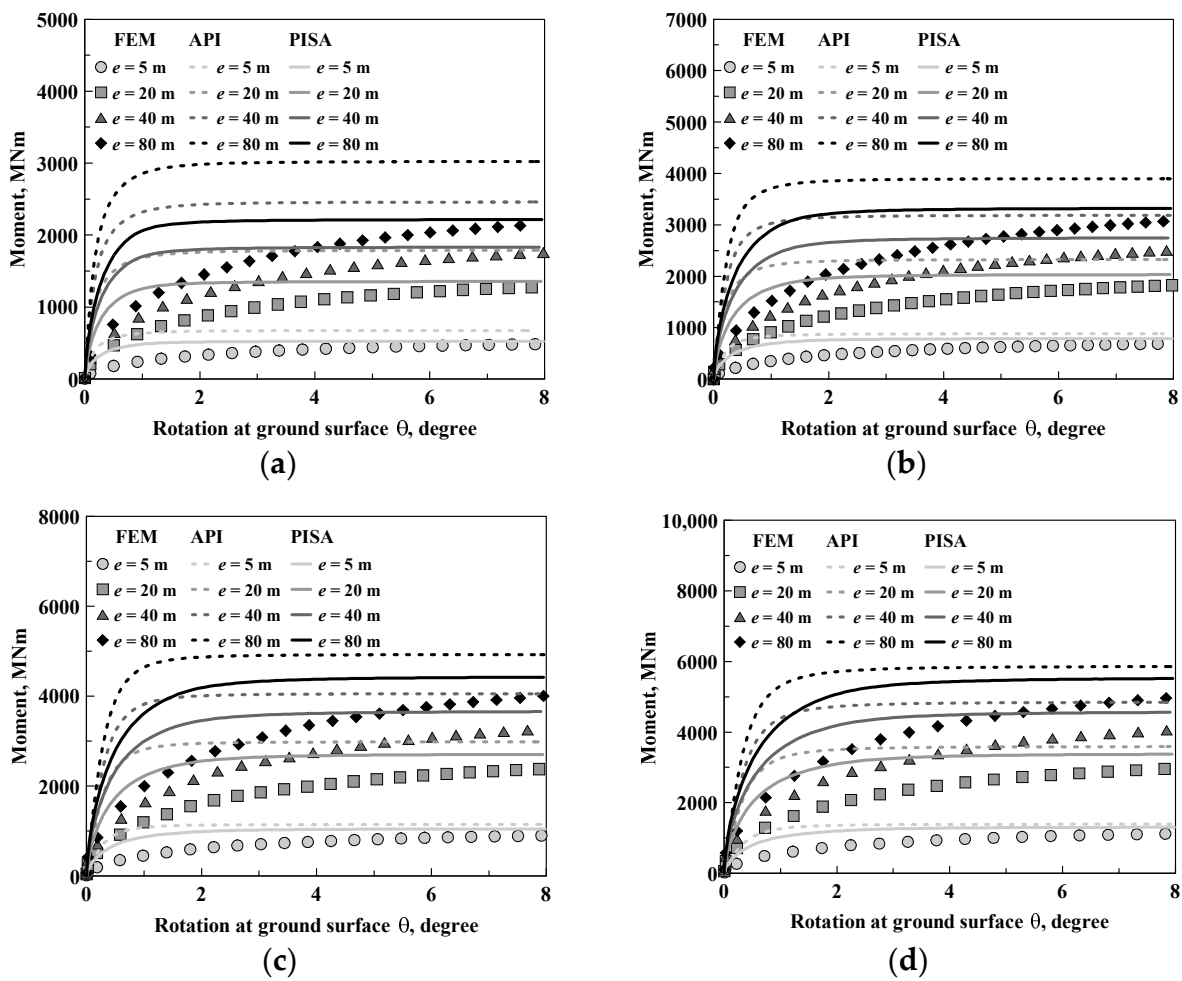 5000
4000
3000
2000
1000
0
Moment, MNm
FEM API PISA
e = 5 m e = 5 m e = 5 m
e = 20 m e = 20 m e = 20 m
e = 40 m e = 40 m e = 40 m
e = 80 m e = 80 m e = 80 m
0 2 4 6 8
Rotation at ground surface θ, degree
(a)
7000
6000
5000
4000
3000
2000
1000
0
Moment, MNm
FEM API PISA
e = 5 m e = 5 m e = 5 m
e = 20 m e = 20 m e = 20 m
e = 40 m e = 40 m e = 40 m
e = 80 m e = 80 m e = 80 m
0 2 4 6 8
Rotation at ground surface θ, degree
(b)
8000
6000
4000
2000
0
Moment, MNm
FEM API PISA
e = 5 m e = 5 m e = 5 m
e = 20 m e = 20 m e = 20 m
e = 40 m e = 40 m e = 40 m
e = 80 m e = 80 m e = 80 m
0 2 4 6 8
Rotation at ground surface θ, degree
(c)
10,000
8000
6000
4000
2000
0
Moment, MNm
FEM API PISA
e = 5 m e = 5 m e = 5 m
e = 20 m e = 20 m e = 20 m
e = 40 m e = 40 m e = 40 m
e = 80 m e = 80 m e = 80 m
0 2 4 6 8
Rotation at ground surface θ, degree
(d)